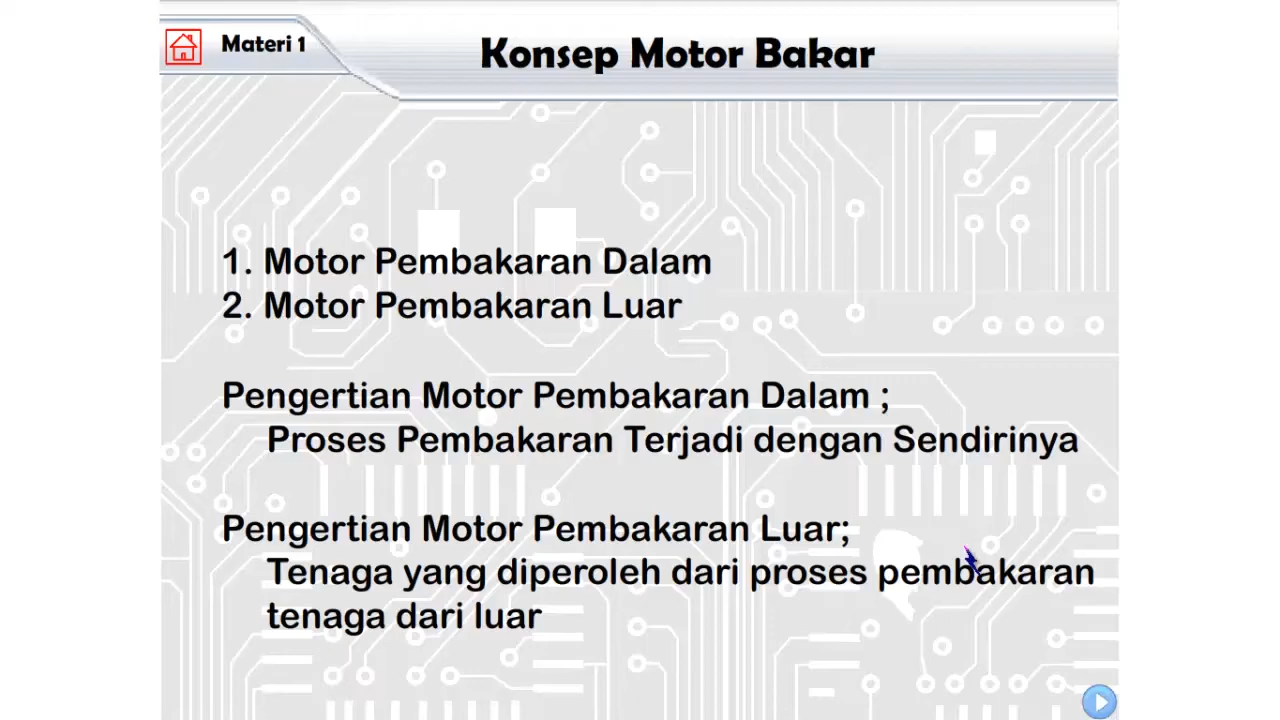 Materi 1
Konsep Motor Bakar
1. Motor Pembakaran Dalam
2. Motor Pembakaran Luar
Pengertian Motor Pembakaran Dalam ;
Proses Pembakaran Terjadi dengan Sendirinya
Pengertian Motor Pembakaran Luar;
Tenaga yang diperoleh dari proses pembakaran
tenaga dari luar